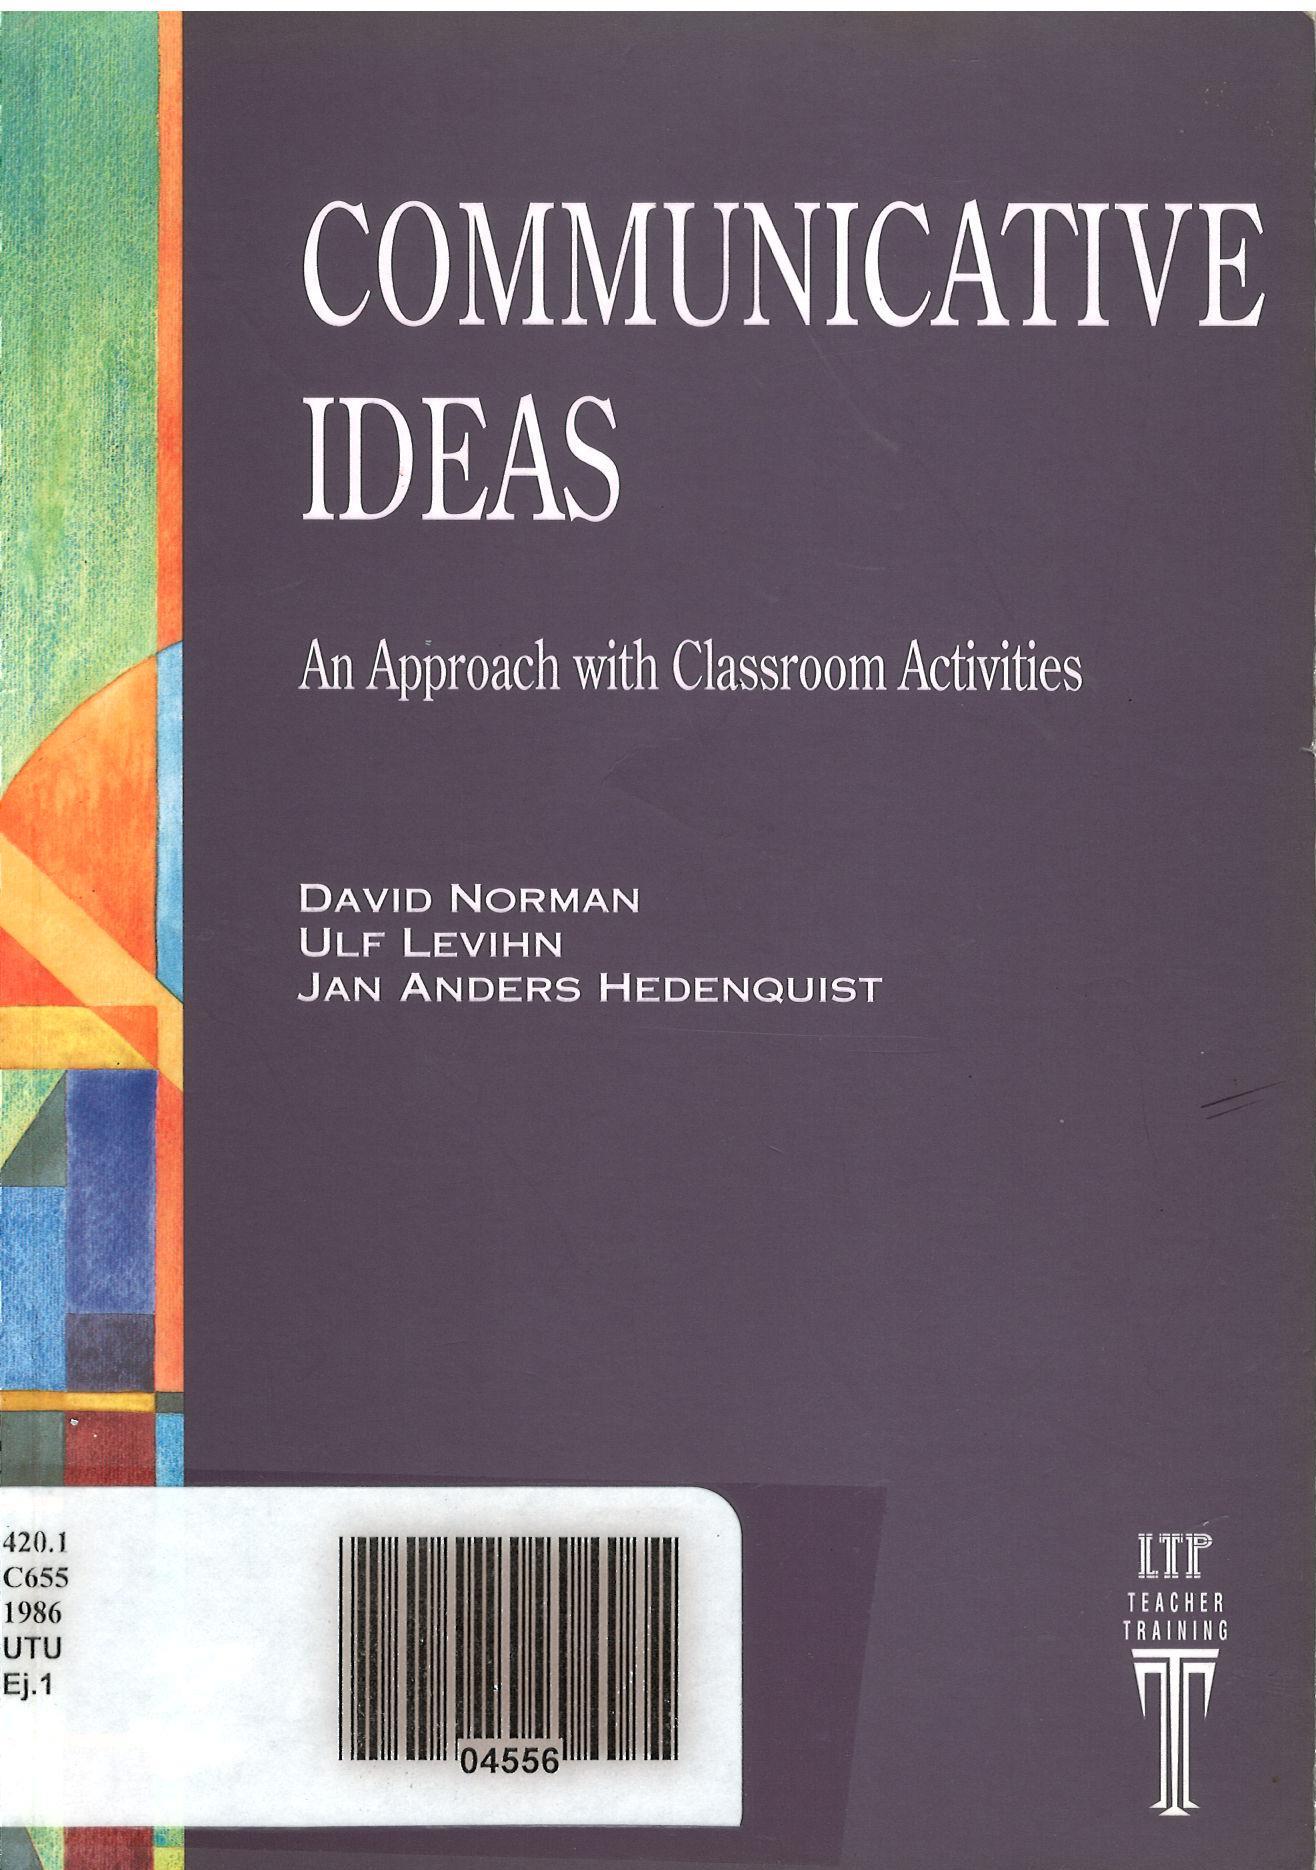 COMMUNICATIVE
IDEAS
An Approach with Classroom Activities
DAVID NORMAN
ULF LEVIHN
JAN ANDERS HEDENQUIST
420.1
C655
1986
UTU
Ej.1
04556
LTP
TEACHER
TRAINING